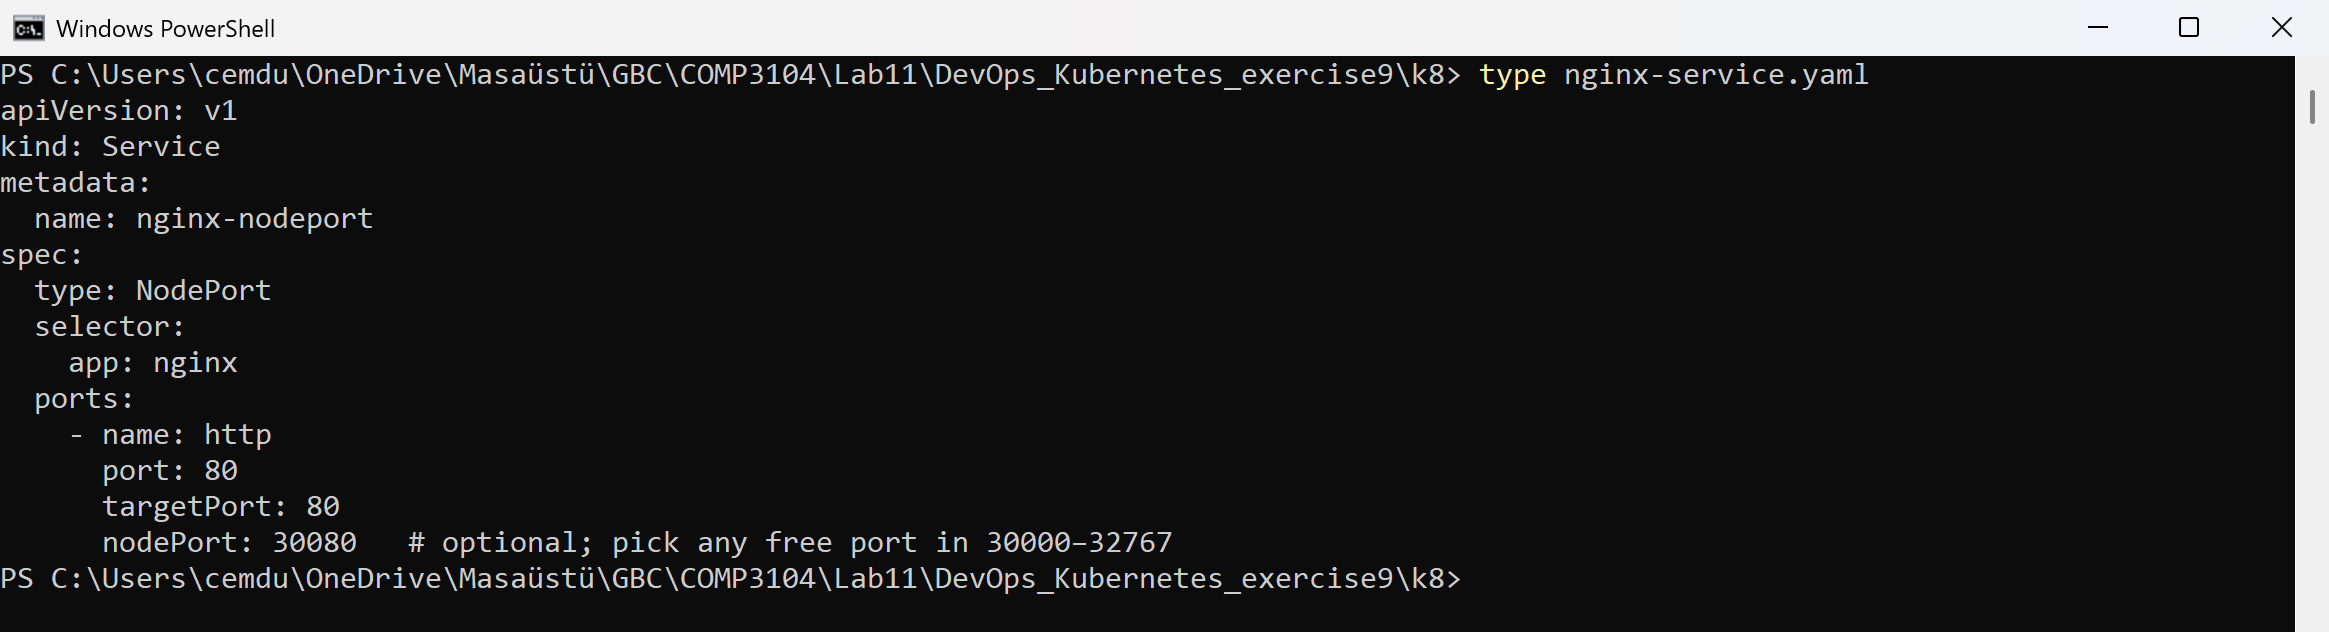 Windows PowerShell
PS C:\Users\cemdu\OneDrive\Masaüstü\GBC\COMP3104\Lab11\DevOps_Kubernetes_exercise9\k8> type nginx-service.yaml
apiVersion: v1
kind: Service
metadata:
  name: nginx-nodeport
spec:
  type: NodePort
  selector:
    app: nginx
  ports:
    - name: http
      port: 80
      targetPort: 80
      nodePort: 30080   # optional; pick any free port in 30000–32767
PS C:\Users\cemdu\OneDrive\Masaüstü\GBC\COMP3104\Lab11\DevOps_Kubernetes_exercise9\k8>